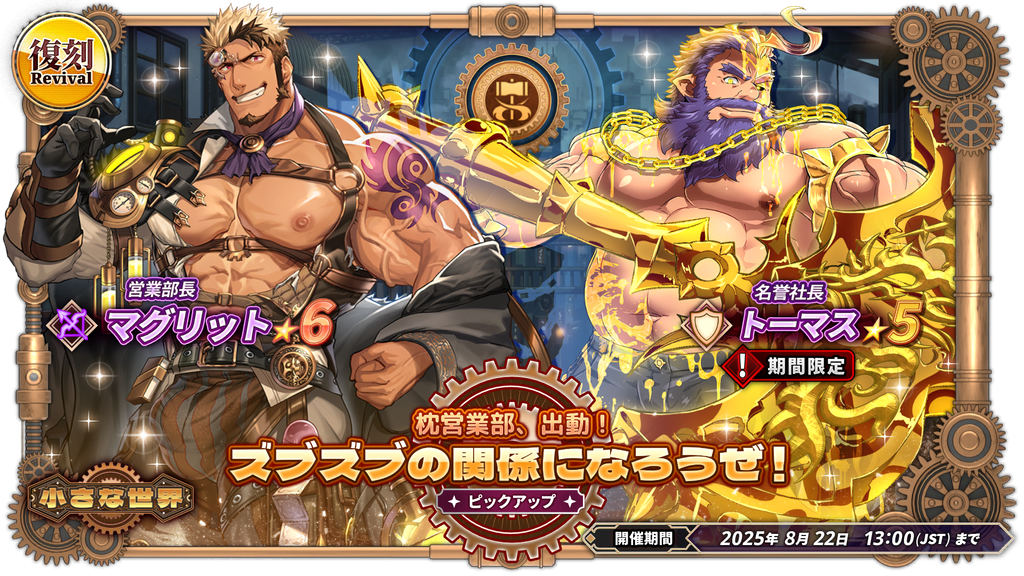 復刻
Revival
営業部長
マグリット★6
名誉社長
トーマス★5
! 期間限定
枕営業部、出動!
ズブズブの関係になろうぜ!
ピックアップ
小さな世界
開催期間 2025年 8月 22日 13:00(JST) まで